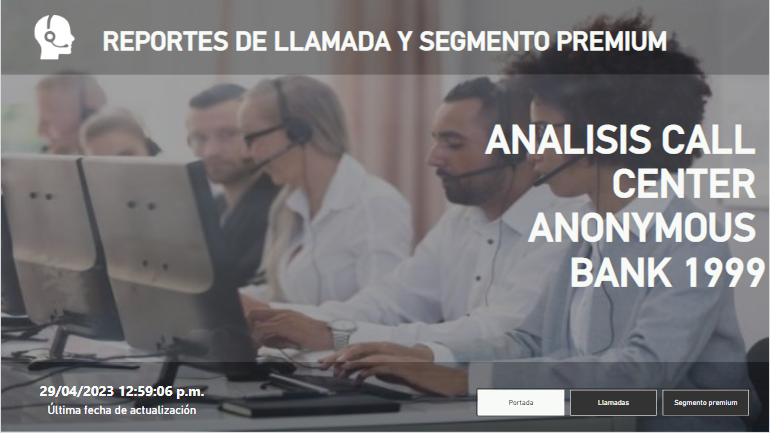 REPORTES DE LLAMADA Y SEGMENTO PREMIUM
ANALISIS CALL
CENTER
ANONYMOUS
BANK 1999
29/04/2023 12:59:06 p.m.
Última fecha de actualización
Portada
Llamadas
Segmento premium